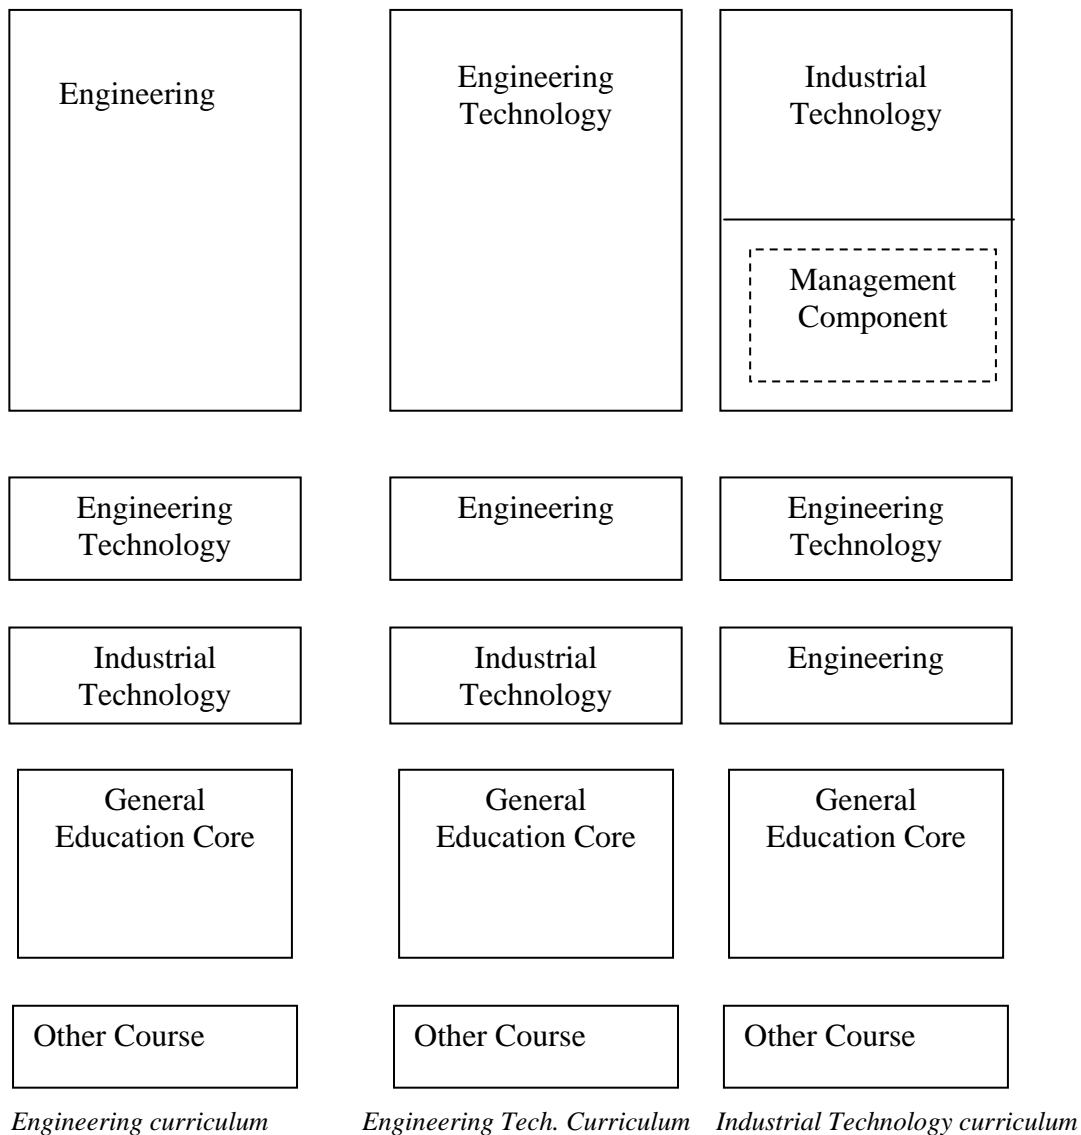 Engineering
Engineering
Technology
Industrial
Technology
Management
Component
Engineering
Technology
Engineering
Engineering
Technology
Industrial
Technology
Industrial
Technology
Engineering
General
Education Core
General
Education Core
General
Education Core
Other Course
Other Course
Other Course
Engineering curriculum
Engineering Tech. Curriculum
Industrial Technology curriculum